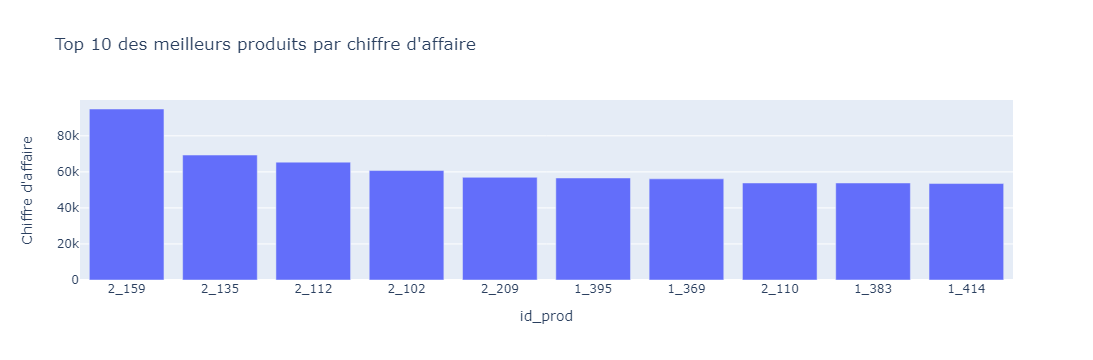 Top 10 des meilleurs produits par chiffre d'affaire
Chiffre d'affaire
80k
60k
40k
20k
0
2_159 2_135 2_112 2_102 2_209 1_395 1_369 2_110 1_383 1_414
id_prod